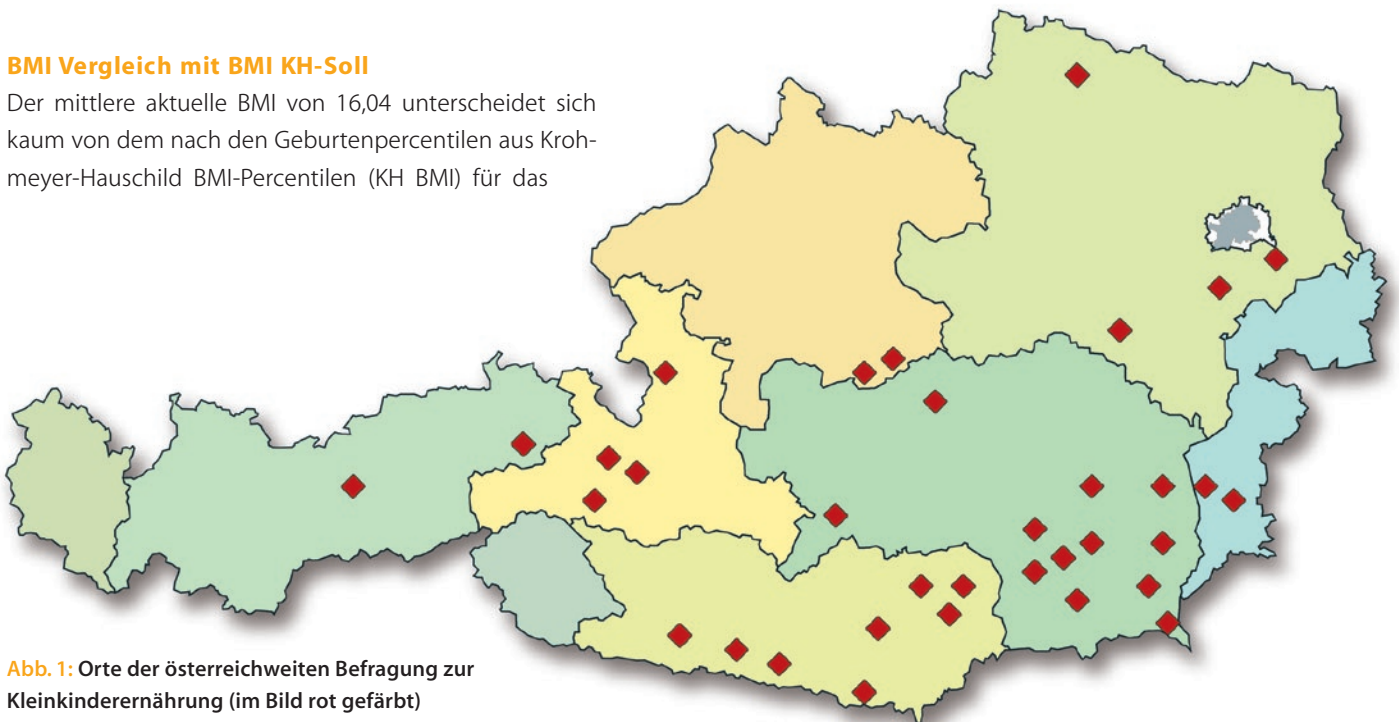 BMI Vergleich mit BMI KH-Soll
Der mittlere aktuelle BMI von 16,04 unterscheidet sich
kaum von dem nach den Geburtenpercentilen aus Kroh-
meyer-Hauschild BMI-Percentilen (KH BMI) für das
Abb. 1: Orte der österreichweiten Befragung zur
Kleinkinderernährung (im Bild rot gefärbt)